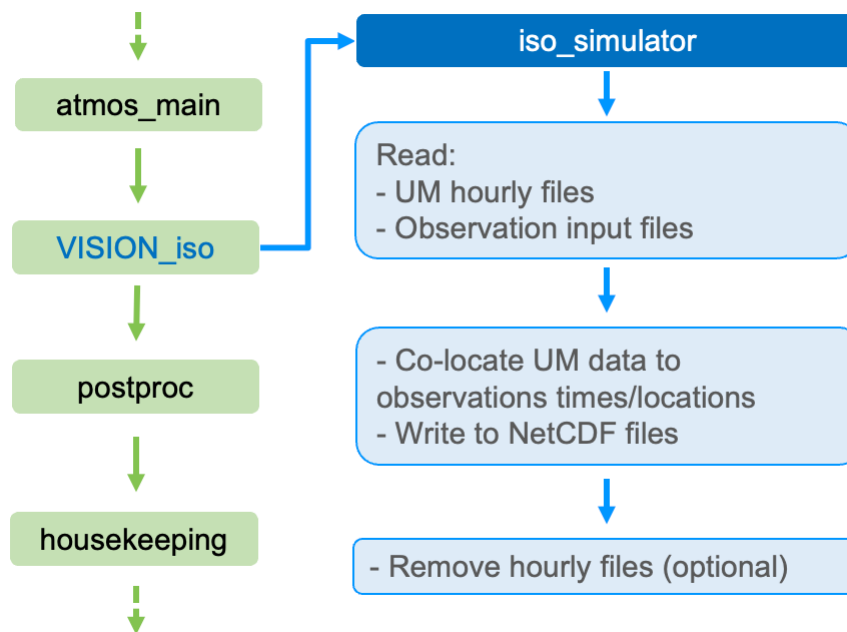 atmos_main
VISION_iso
postproc
housekeeping
iso_simulator
Read:
- UM hourly files
- Observation input files
- Co-locate UM data to
observations times/locations
- Write to NetCDF files
- Remove hourly files (optional)